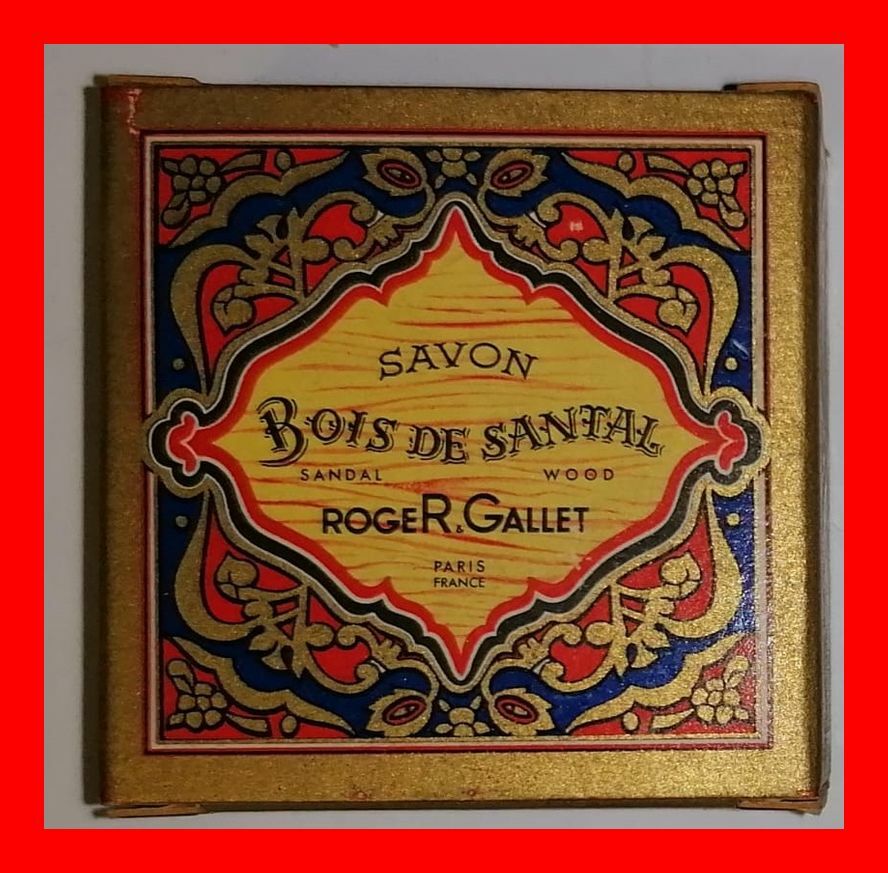 SAVON
BOIS DE SANTAL
SANDAL WOOD
ROGER & GALLET
PARIS
FRANCE